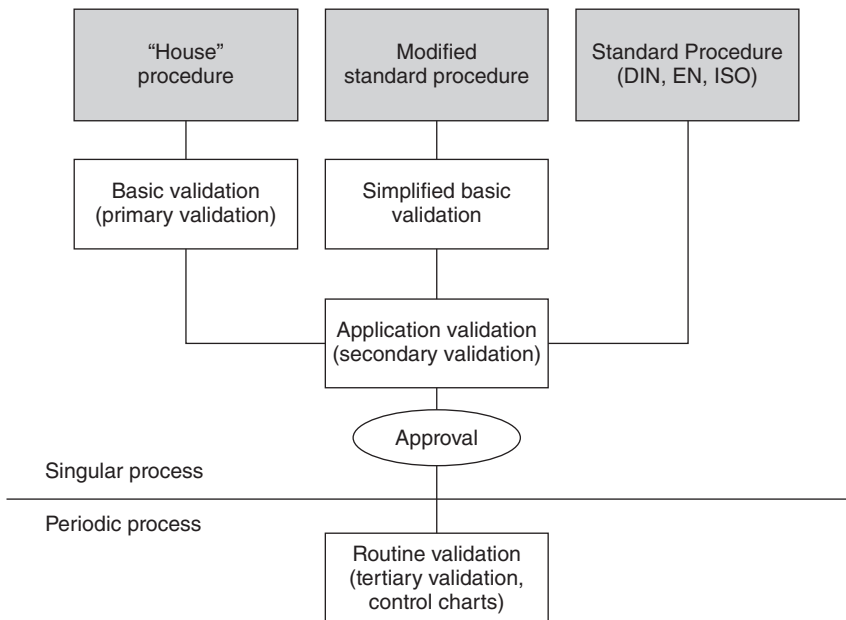 “House”
procedure
Modified
standard procedure
Standard Procedure
(DIN, EN, ISO)
Basic validation
(primary validation)
Simplified basic
validation
Application validation
(secondary validation)
Approval
Singular process
Periodic process
Routine validation
(tertiary validation,
control charts)